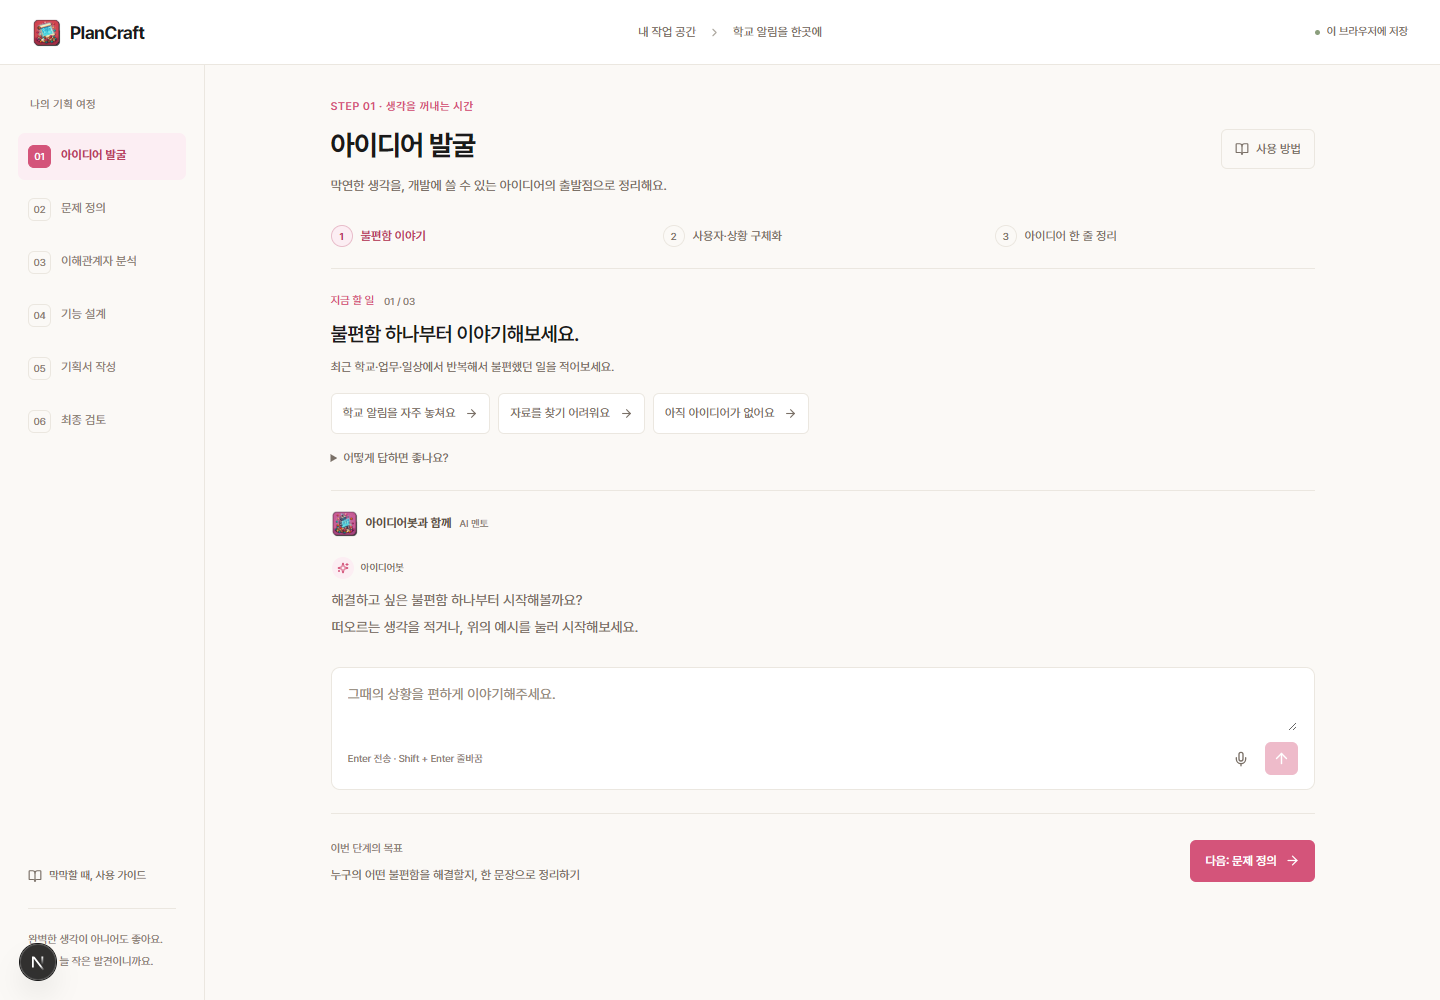 PlanCraft
내 작업 공간 > 학교 알림을 한곳에
이 브라우저에 저장
나의 기획 여정
01 아이디어 발굴
02 문제 정의
03 이해관계자 분석
04 기능 설계
05 기획서 작성
06 최종 검토
막막할 때, 사용 가이드
완벽한 생각이 아니어도 좋아요.
늘 작은 발견이니까요.
N
STEP 01 · 생각을 꺼내는 시간
아이디어 발굴
사용 방법
막연한 생각을, 개발에 쓸 수 있는 아이디어의 출발점으로 정리해요.
1 불편함 이야기
2 사용자·상황 구체화
3 아이디어 한 줄 정리
지금 할 일 01 / 03
불편함 하나부터 이야기해보세요.
최근 학교·업무·일상에서 반복해서 불편했던 일을 적어보세요.
학교 알림을 자주 놓쳐요 →
자료를 찾기 어려워요 →
아직 아이디어가 없어요 →
▶ 어떻게 답하면 좋나요?
아이디어봇과 함께 AI 멘토
아이디어봇
해결하고 싶은 불편함 하나부터 시작해볼까요?
떠오르는 생각을 적거나, 위의 예시를 눌러 시작해보세요.
그때의 상황을 편하게 이야기해주세요.
Enter 전송 · Shift + Enter 줄바꿈
이번 단계의 목표
누구의 어떤 불편함을 해결할지, 한 문장으로 정리하기
다음: 문제 정의 →